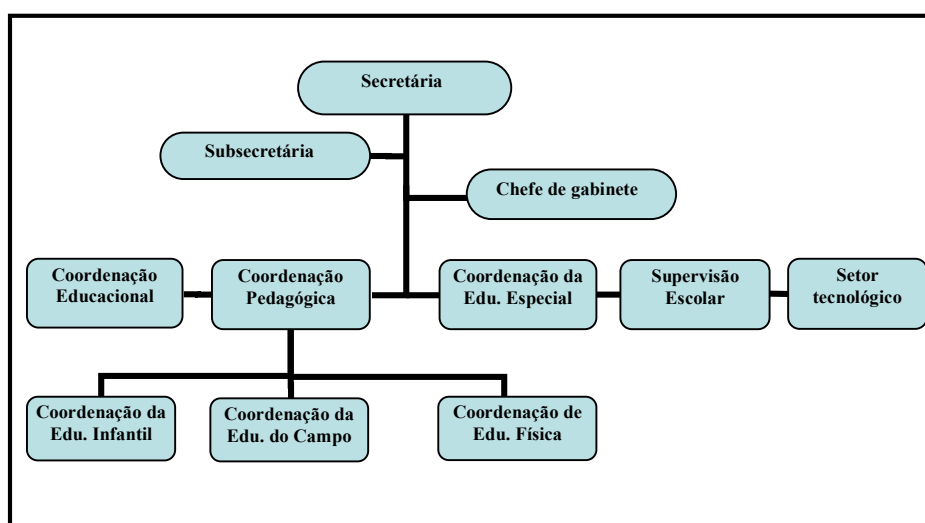 Secretária
Subsecretária
Chefe de gabinete
Coordenação
Educacional
Coordenação
Pedagógica
Coordenação da
Edu. Especial
Supervisão
Escolar
Setor
tecnológico
Coordenação da
Edu. Infantil
Coordenação da
Edu. do Campo
Coordenação de
Edu. Física